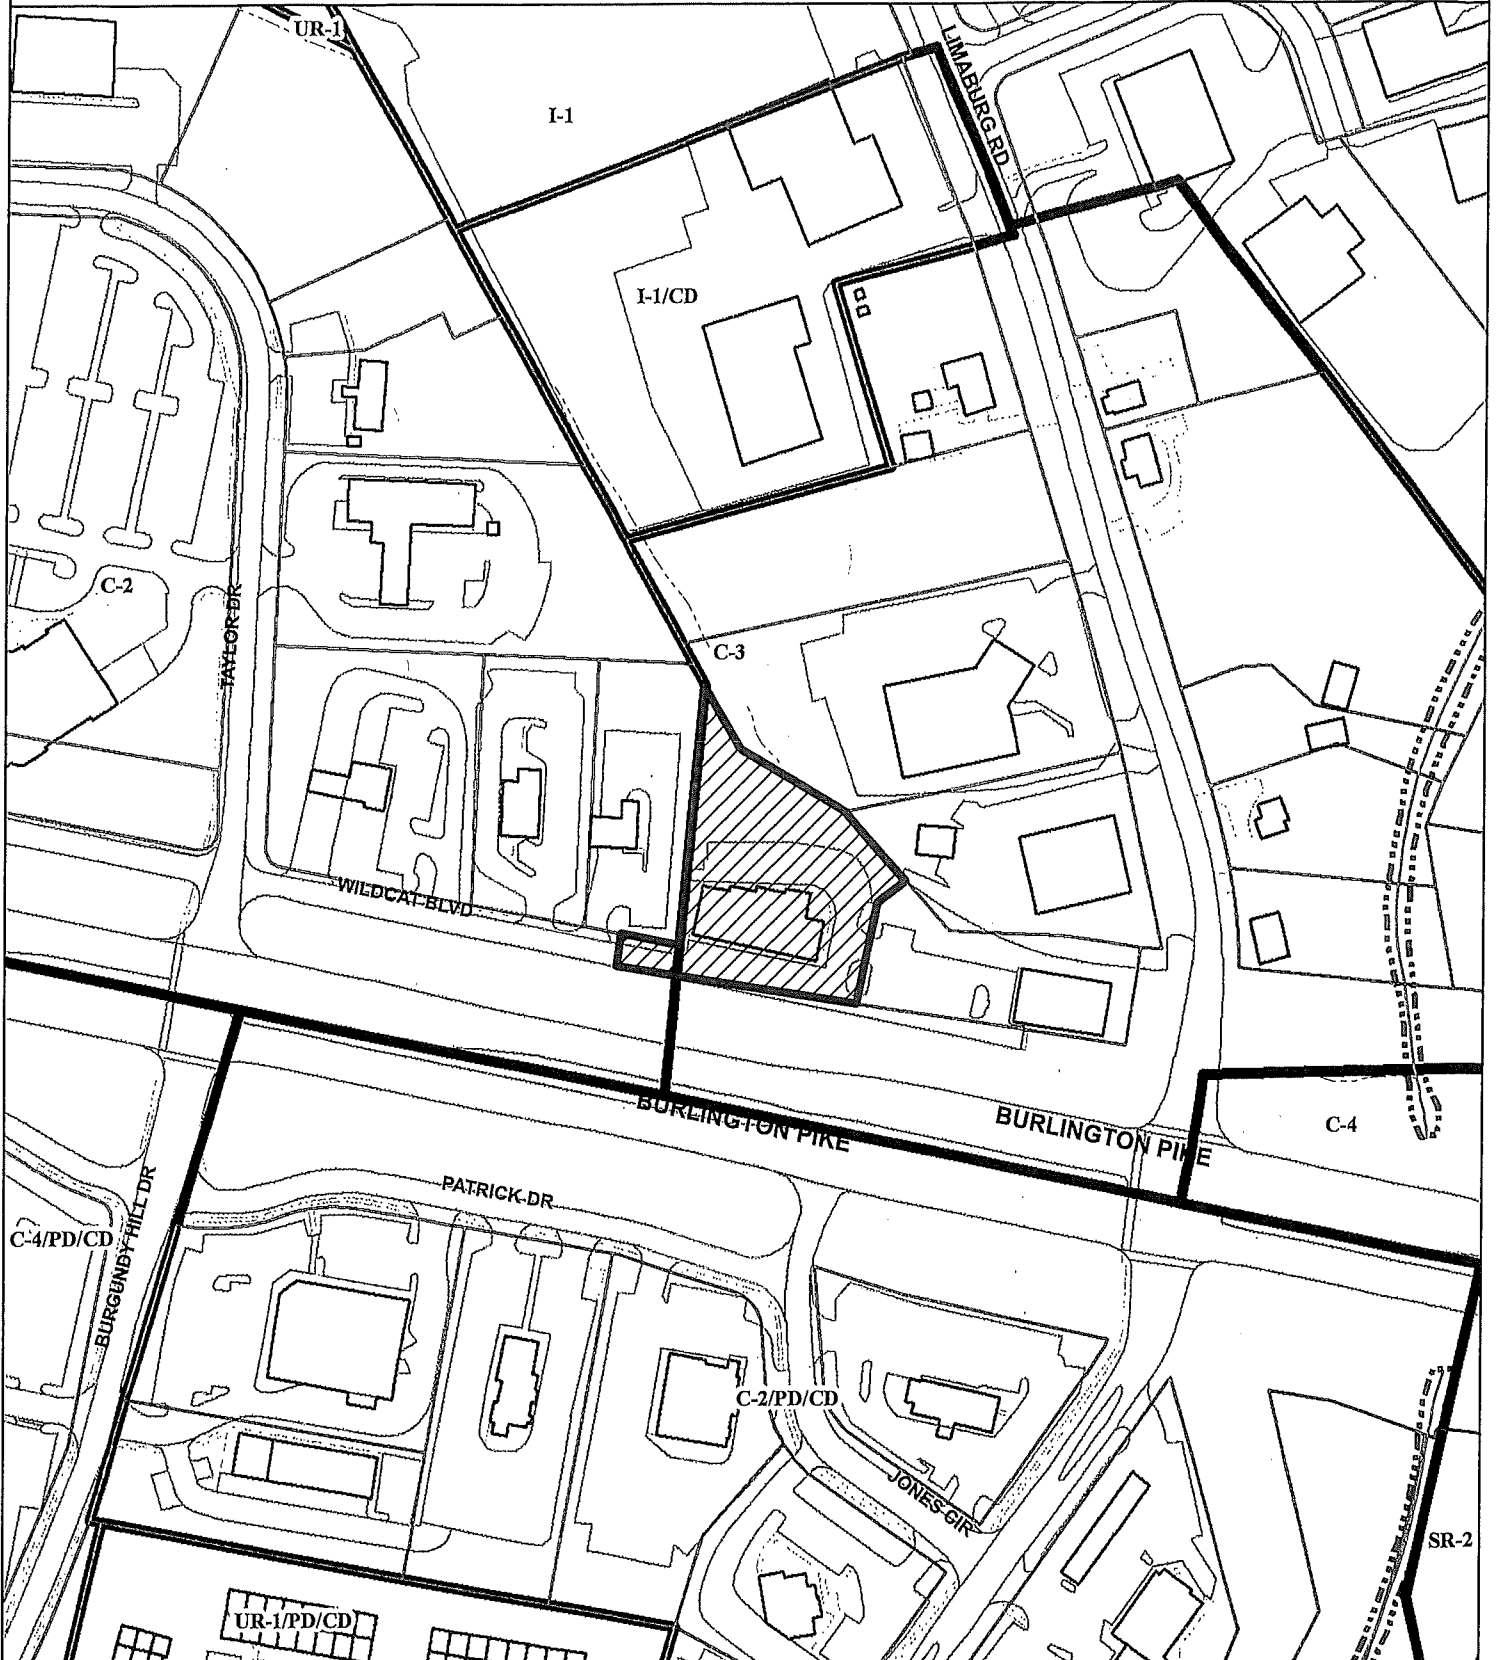 UR-1
LIMABURG RD
I-1
I-1/CD
C-2
TAYLOR DR
C-3
WILDCAT BLVD
BURLINGTON PIKE
BURLINGTON PIKE
C-4
PATRICK DR
C-4/PD/CD
BURGUNDY HILL DR
C-2/PD/CD
JONES CIR
SR-2
UR-1/PD/CD